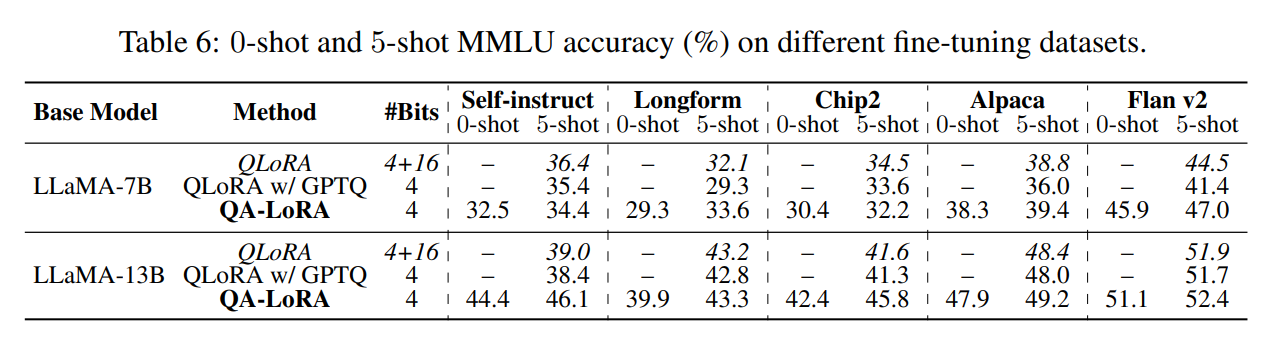 Table 6: 0-shot and 5-shot MMLU accuracy (%) on different fine-tuning datasets.
Base Model Method #Bits Self-instruct Longform Chip2 Alpaca Flan v2
0-shot 5-shot 0-shot 5-shot 0-shot 5-shot 0-shot 5-shot 0-shot 5-shot
QLoRA 4+16 – 36.4 – 32.1 – 34.5 – 38.8 – 44.5
LLaMA-7B QLoRA w/ GPTQ 4 – 35.4 – 29.3 – 33.6 – 36.0 – 41.4
QA-LoRA 4 32.5 34.4 29.3 33.6 30.4 32.2 38.3 39.4 45.9 47.0
QLoRA 4+16 – 39.0 – 43.2 – 41.6 – 48.4 – 51.9
LLaMA-13B QLoRA w/ GPTQ 4 – 38.4 – 42.8 – 41.3 – 48.0 – 51.7
QA-LoRA 4 44.4 46.1 39.9 43.3 42.4 45.8 47.9 49.2 51.1 52.4